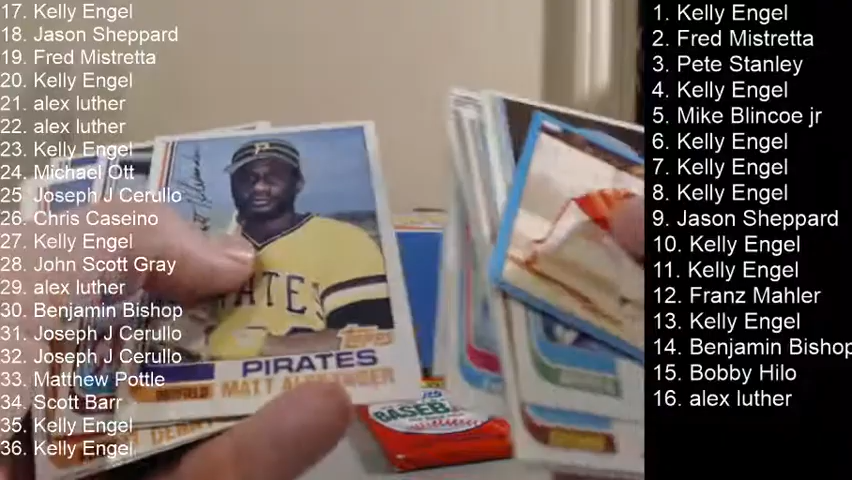 17. Kelly Engel
18. Jason Sheppard
19. Fred Mistretta
20. Kelly Engel
21. alex luther
22. alex luther
23. Kelly Engel
24. Michael Ott
25  Joseph J Cerullo
26. Chris Caseino
27. Kelly Engel
28. John Scott Gray
29. alex luther
30. Benjamin Bishop
31. Joseph J Cerullo
32. Joseph J Cerullo
33. Matthew Pottle
34. Scott Barr
35. Kelly Engel
36. Kelly Engel
topps
PIRATES
OUTFIELD MATT ALEXANDER
BASEB
1. Kelly Engel
2. Fred Mistretta
3. Pete Stanley
4. Kelly Engel
5. Mike Blincoe jr
6. Kelly Engel
7. Kelly Engel
8. Kelly Engel
9. Jason Sheppard
10. Kelly Engel
11. Kelly Engel
12. Franz Mahler
13. Kelly Engel
14. Benjamin Bishop
15. Bobby Hilo
16. alex luther